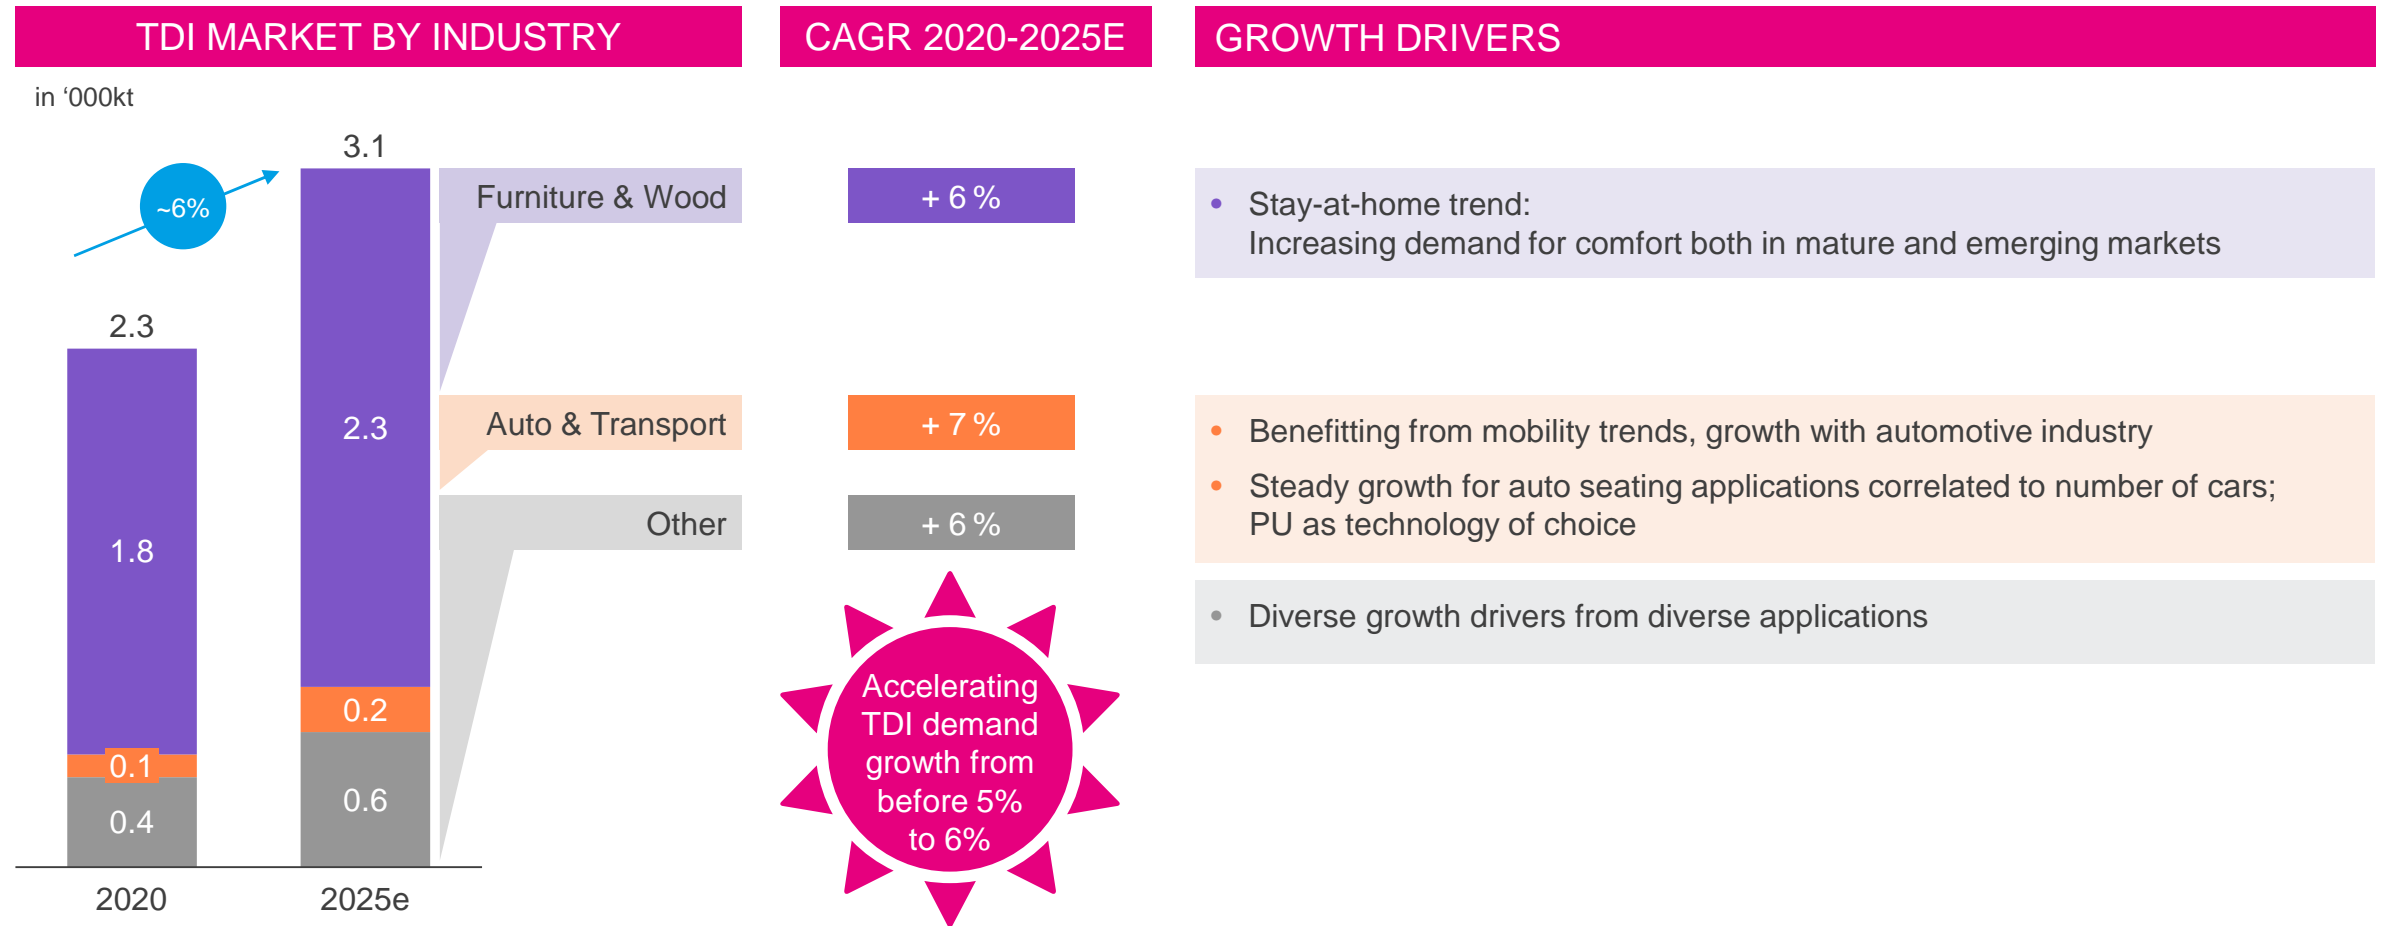 TDI MARKET BY INDUSTRY
CAGR 2020-2025E
GROWTH DRIVERS
in ‘000kt
~6%
2.3
1.8
0.1
0.4
2020
3.1
2.3
0.2
0.6
2025e
Furniture & Wood
+ 6 %
• Stay-at-home trend:
Increasing demand for comfort both in mature and emerging markets
Auto & Transport
+ 7 %
• Benefitting from mobility trends, growth with automotive industry
• Steady growth for auto seating applications correlated to number of cars;
PU as technology of choice
Other
+ 6 %
• Diverse growth drivers from diverse applications
Accelerating
TDI demand
growth from
before 5%
to 6%